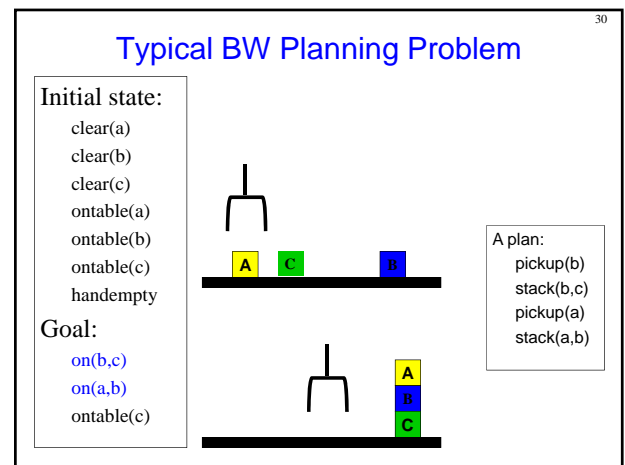 30
Typical BW Planning Problem
Initial state:
clear(a)
clear(b)
clear(c)
ontable(a)
ontable(b)
ontable(c)
handempty
Goal:
on(b,c)
on(a,b)
ontable(c)
A C B
A
B
C
A plan:
pickup(b)
stack(b,c)
pickup(a)
stack(a,b)